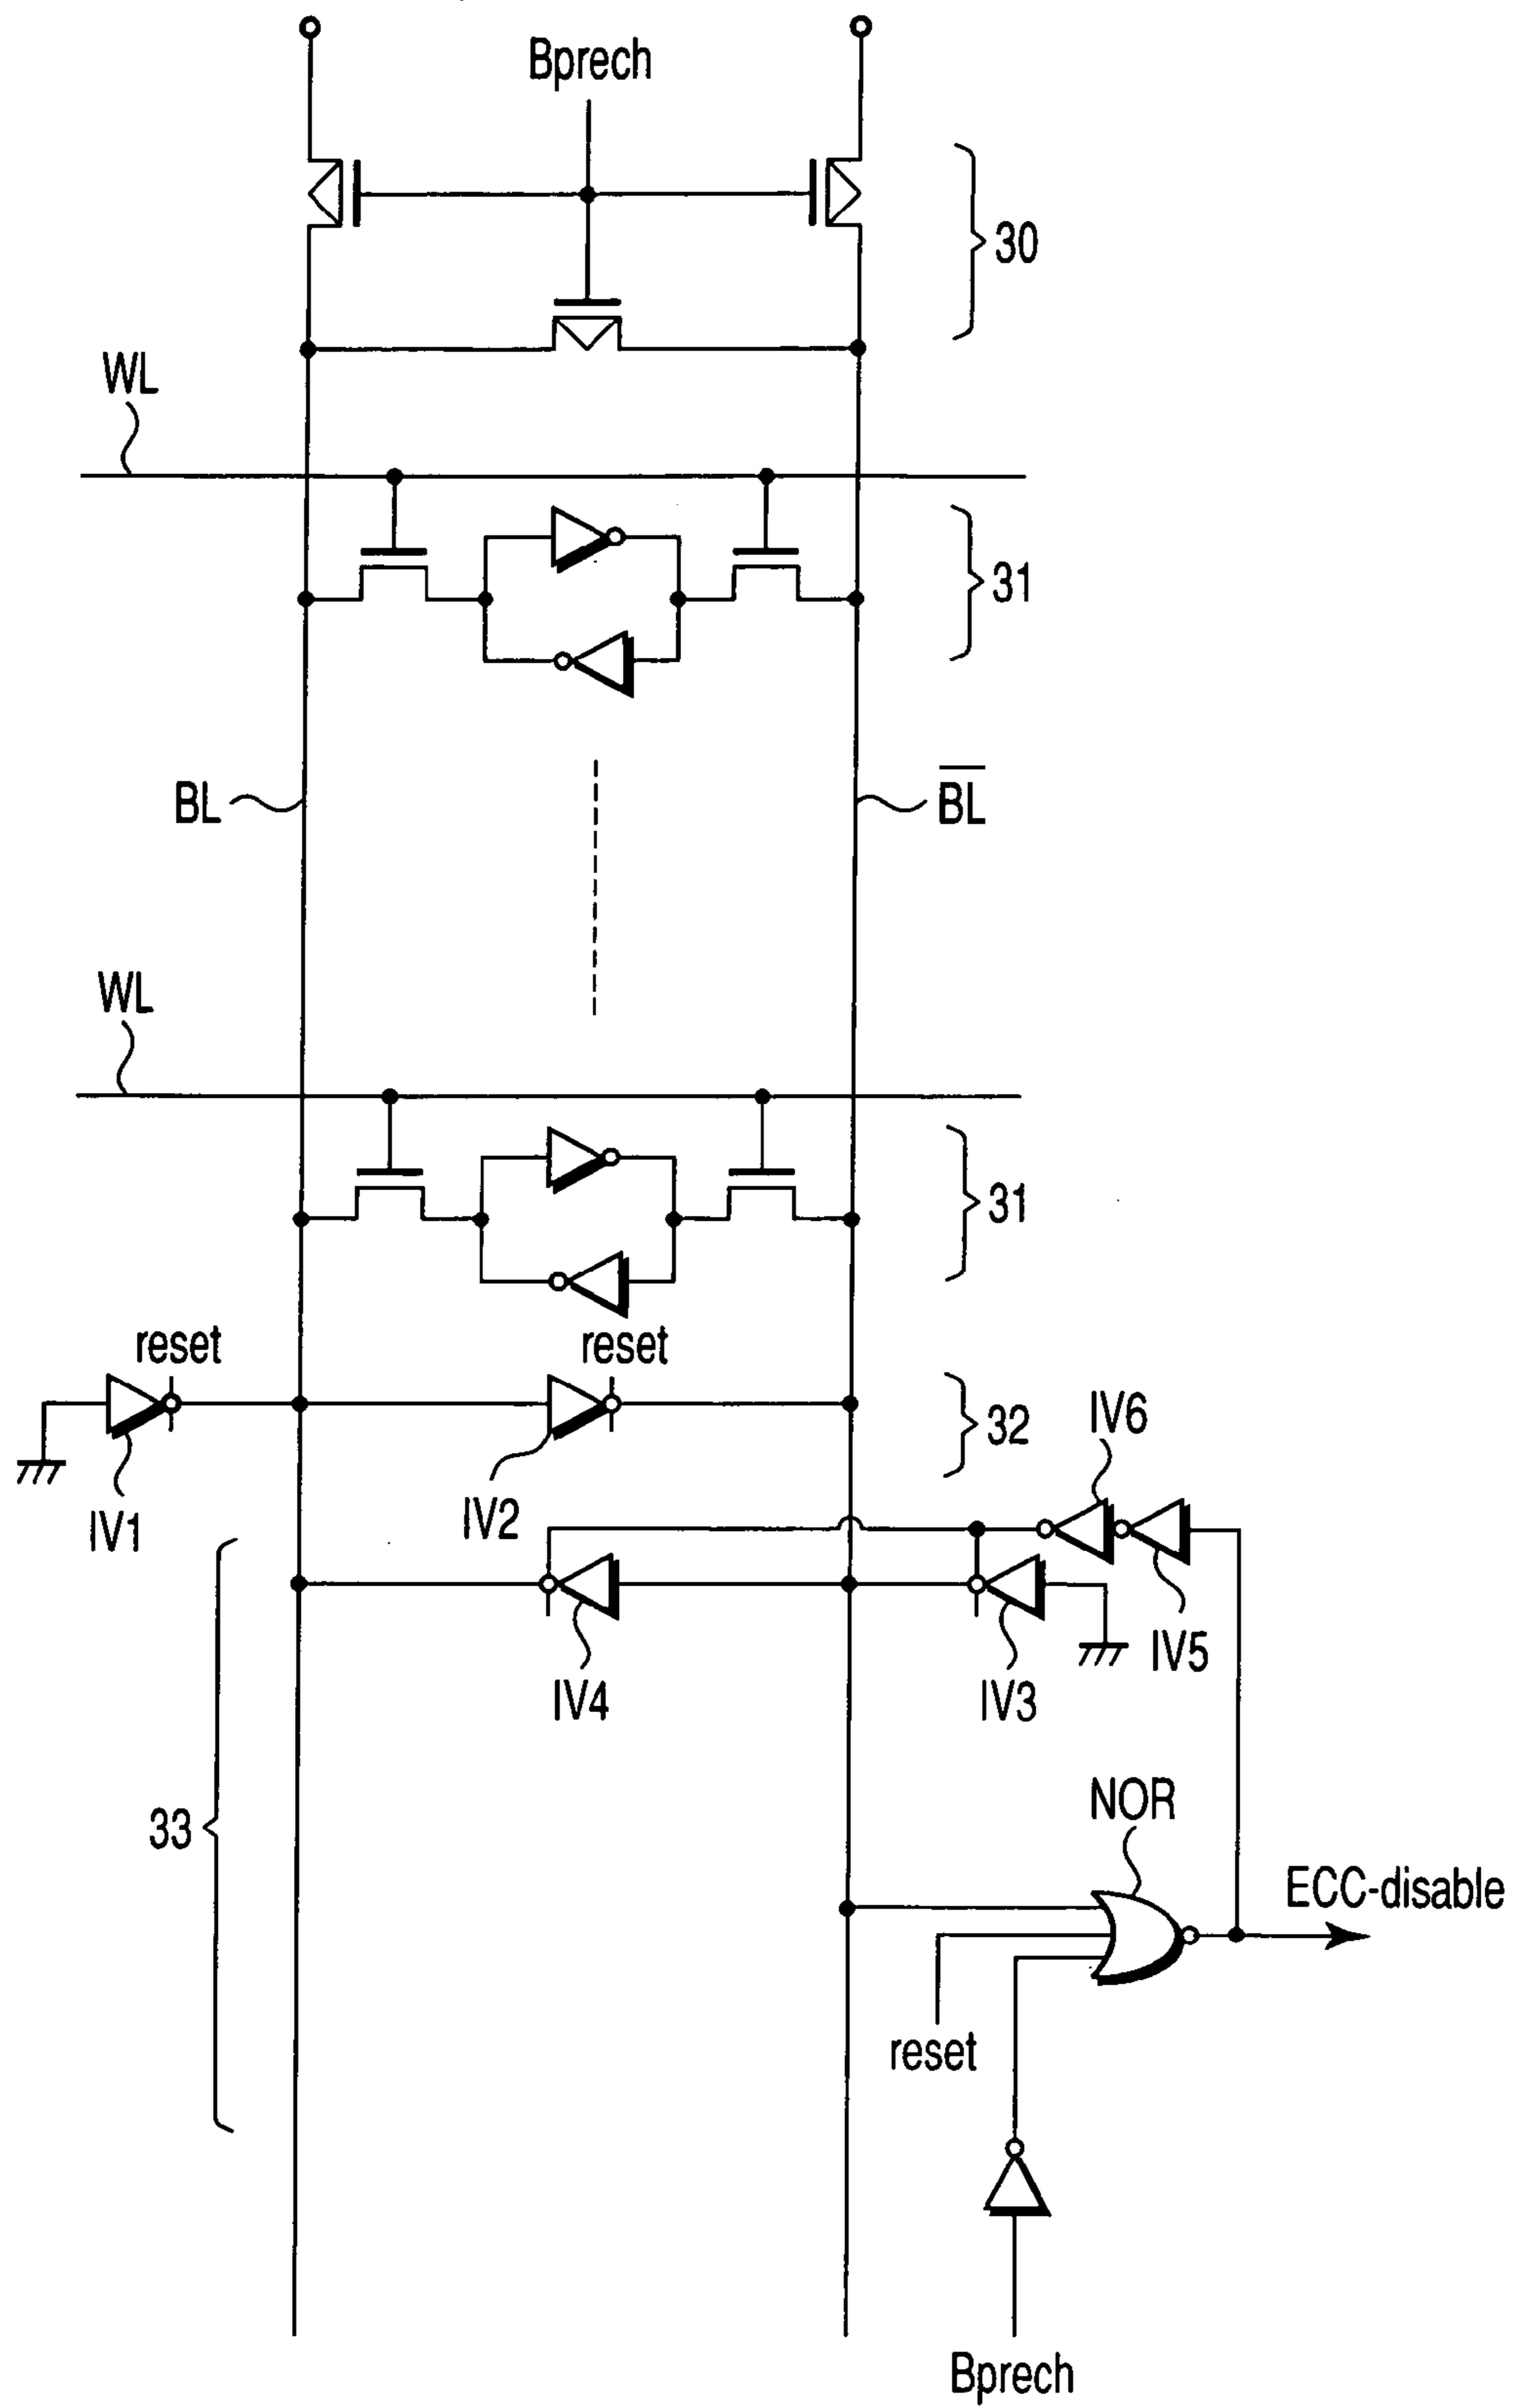 Bprech
30
WL
31
BL
B̅L̅
WL
31
reset
reset
32
IV6
IV1
IV2
IV5
IV4
IV3
33
NOR
ECC-disable
reset
Bprech